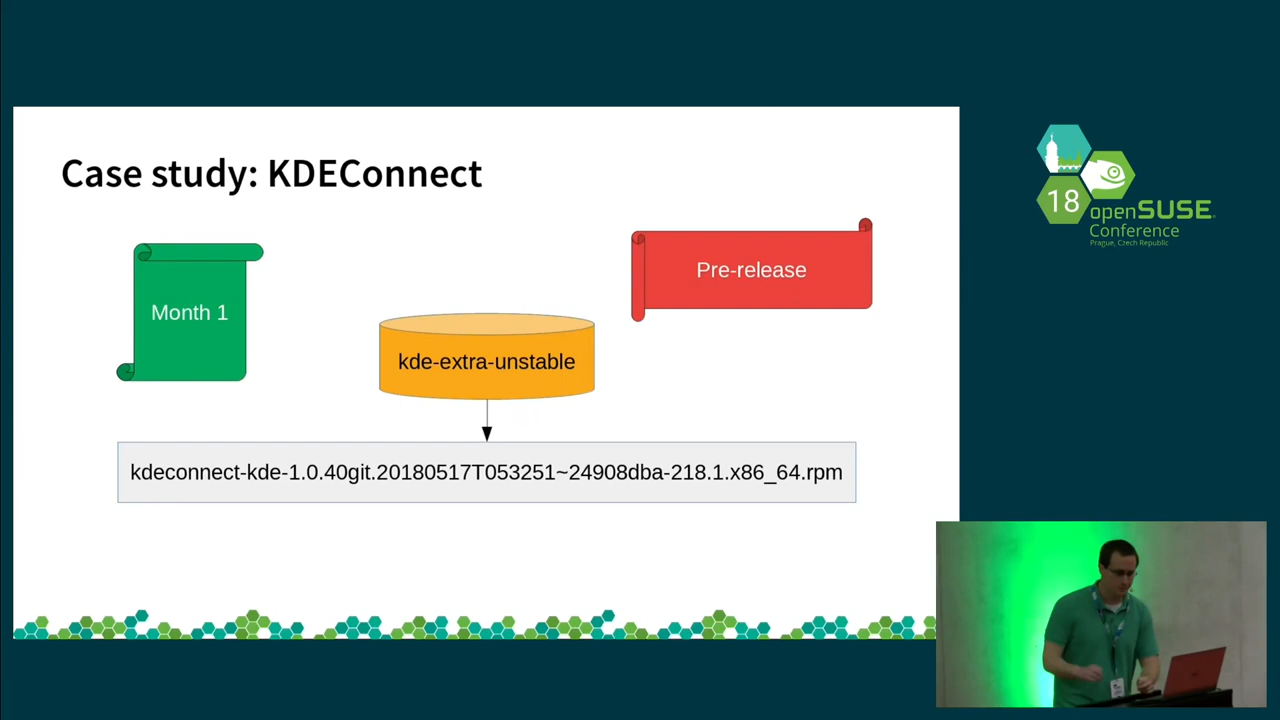 Case study: KDEConnect
Month 1
Pre-release
kde-extra-unstable
kdeconnect-kde-1.0.40git.20180517T053251~24908dba-218.1.x86_64.rpm
18
openSUSE
Conference
Prague, Czech Republic